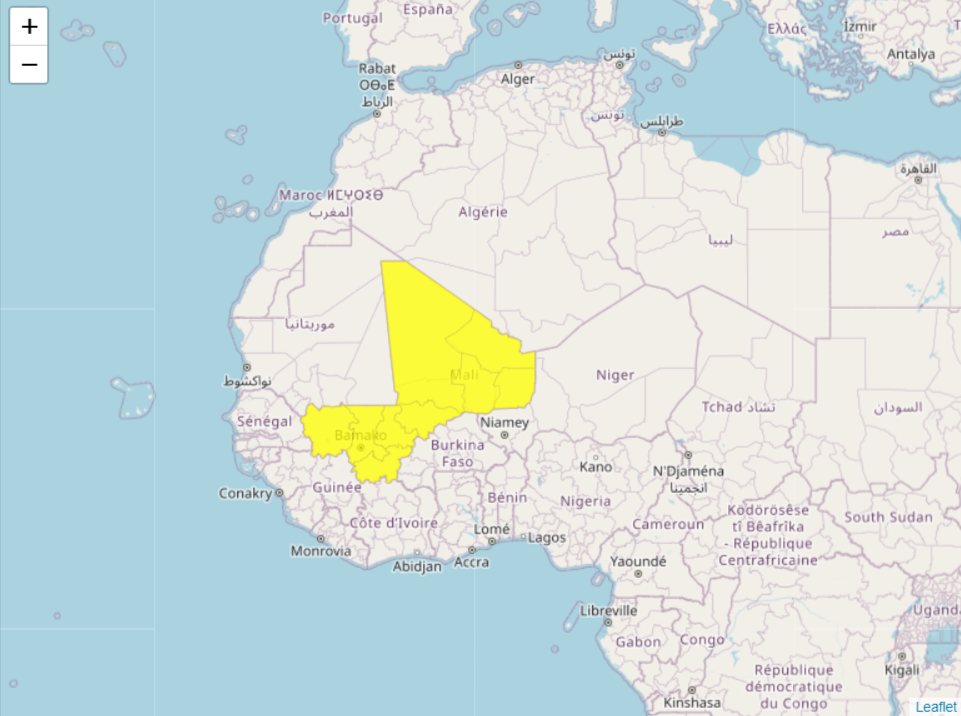 +
−
Portugal
España
Ελλάς
İzmir
Antalya
Rabat
ⵔⴱⴰⵟ
الرباط
Alger
تونس
تونس
طرابلس
القاهرة
Maroc ⵍⵎⵖⵔⵉⴱ
المغرب
Algérie
ليبيا
مصر
موريتانيا
نواكشوط
Mali
Niger
Tchad تشاد
السودان
Sénégal
Bamako
Niamey
Burkina
Faso
Kano
N'Djaména
انجمينا
Conakry
Guinée
Bénin
Nigeria
Côte d'Ivoire
Lomé
Lagos
Cameroun
Ködörösêse
tî Bêafrîka
- République
Centrafricaine
South Sudan
Monrovia
Abidjan
Accra
Yaoundé
Libreville
Uganda
Gabon
Congo
Kigali
République
démocratique
du Congo
Kinshasa
Leaflet